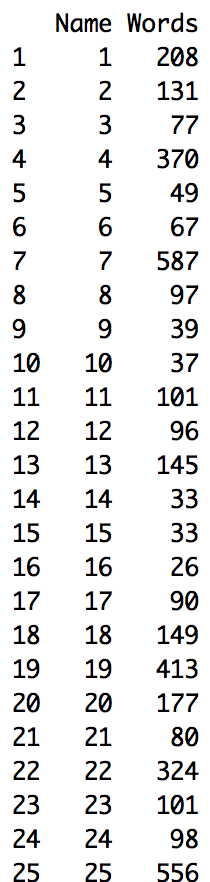 Name Words
1 1 208
2 2 131
3 3 77
4 4 370
5 5 49
6 6 67
7 7 587
8 8 97
9 9 39
10 10 37
11 11 101
12 12 96
13 13 145
14 14 33
15 15 33
16 16 26
17 17 90
18 18 149
19 19 413
20 20 177
21 21 80
22 22 324
23 23 101
24 24 98
25 25 556